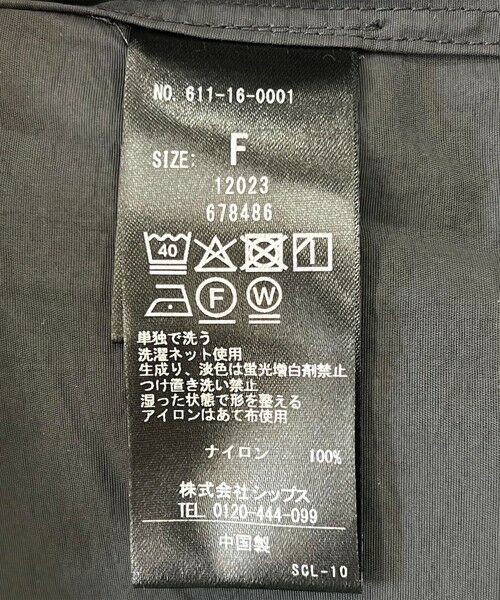 NO. 611-16-0001
SIZE: F
12023
678486
40
F W
単独で洗う
洗濯ネット使用
生成り、淡色は蛍光増白剤禁止
つけ置き洗い禁止
湿った状態で形を整える
アイロンはあて布使用
ナイロン 100%
株式会社シップス
TEL 0120-444-099
中国製
SCL-10